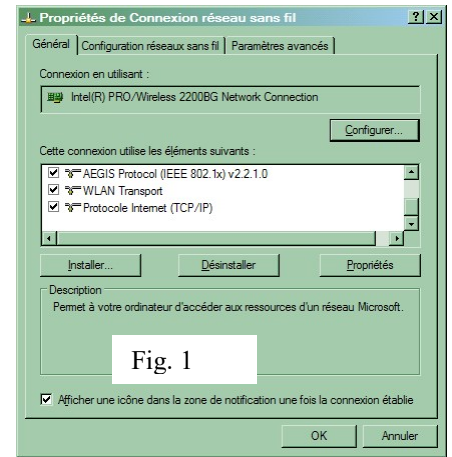 Propriétés de Connexion réseau sans fil
Général
Configuration réseaux sans fil
Paramètres avancés
Connexion en utilisant :
Intel(R) PRO/Wireless 2200BG Network Connection
Configurer...
Cette connexion utilise les éléments suivants :
AEGIS Protocol (IEEE 802.1x) v2.2.1.0
WLAN Transport
Protocole Internet (TCP/IP)
Installer...
Désinstaller
Propriétés
Description
Permet à votre ordinateur d'accéder aux ressources d'un réseau Microsoft.
Fig. 1
Afficher une icône dans la zone de notification une fois la connexion établie
OK
Annuler